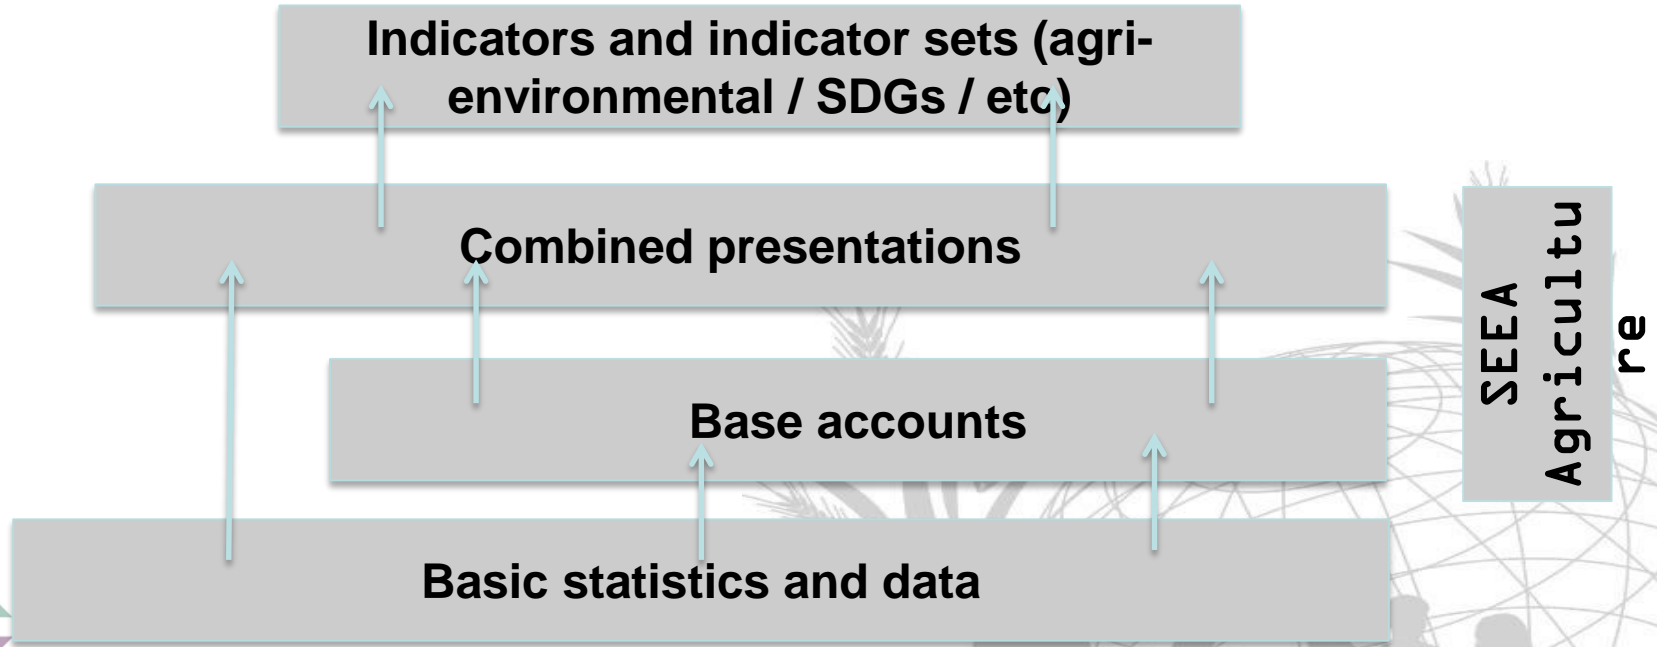 Indicators and indicator sets (agri-
environmental / SDGs / etc)
Combined presentations
Base accounts
Basic statistics and data
SEEA
Agricultu
re